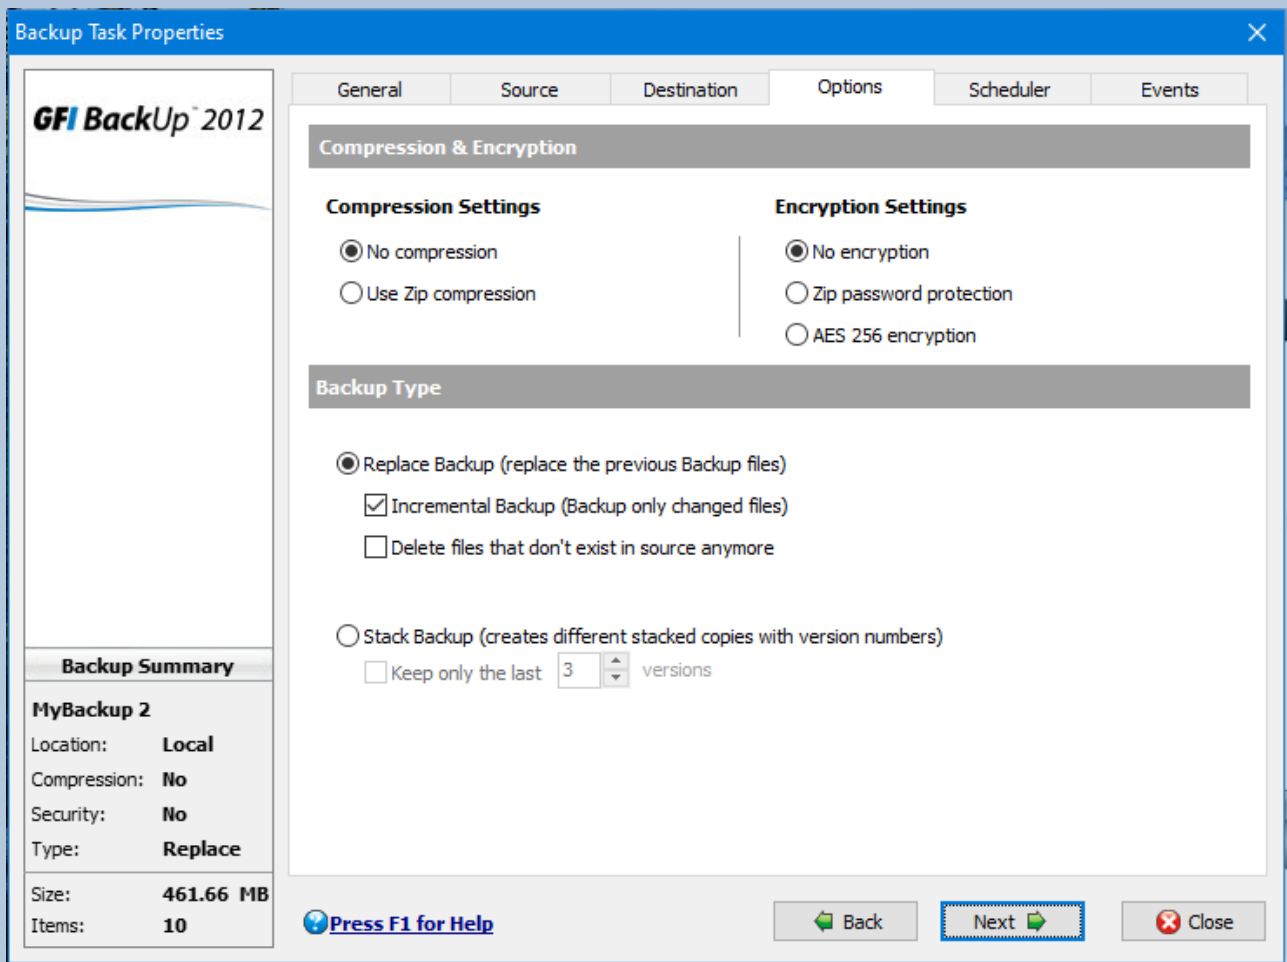 Backup Task Properties
GFI BackUp™ 2012
General Source Destination Options Scheduler Events
Compression & Encryption
Compression Settings
No compression
Use Zip compression
Encryption Settings
No encryption
Zip password protection
AES 256 encryption
Backup Type
Replace Backup (replace the previous Backup files)
Incremental Backup (Backup only changed files)
Delete files that don't exist in source anymore
Stack Backup (creates different stacked copies with version numbers)
Keep only the last 3 versions
Backup Summary
MyBackup 2
Location: Local
Compression: No
Security: No
Type: Replace
Size: 461.66 MB
Items: 10
Press F1 for Help
Back
Next
Close